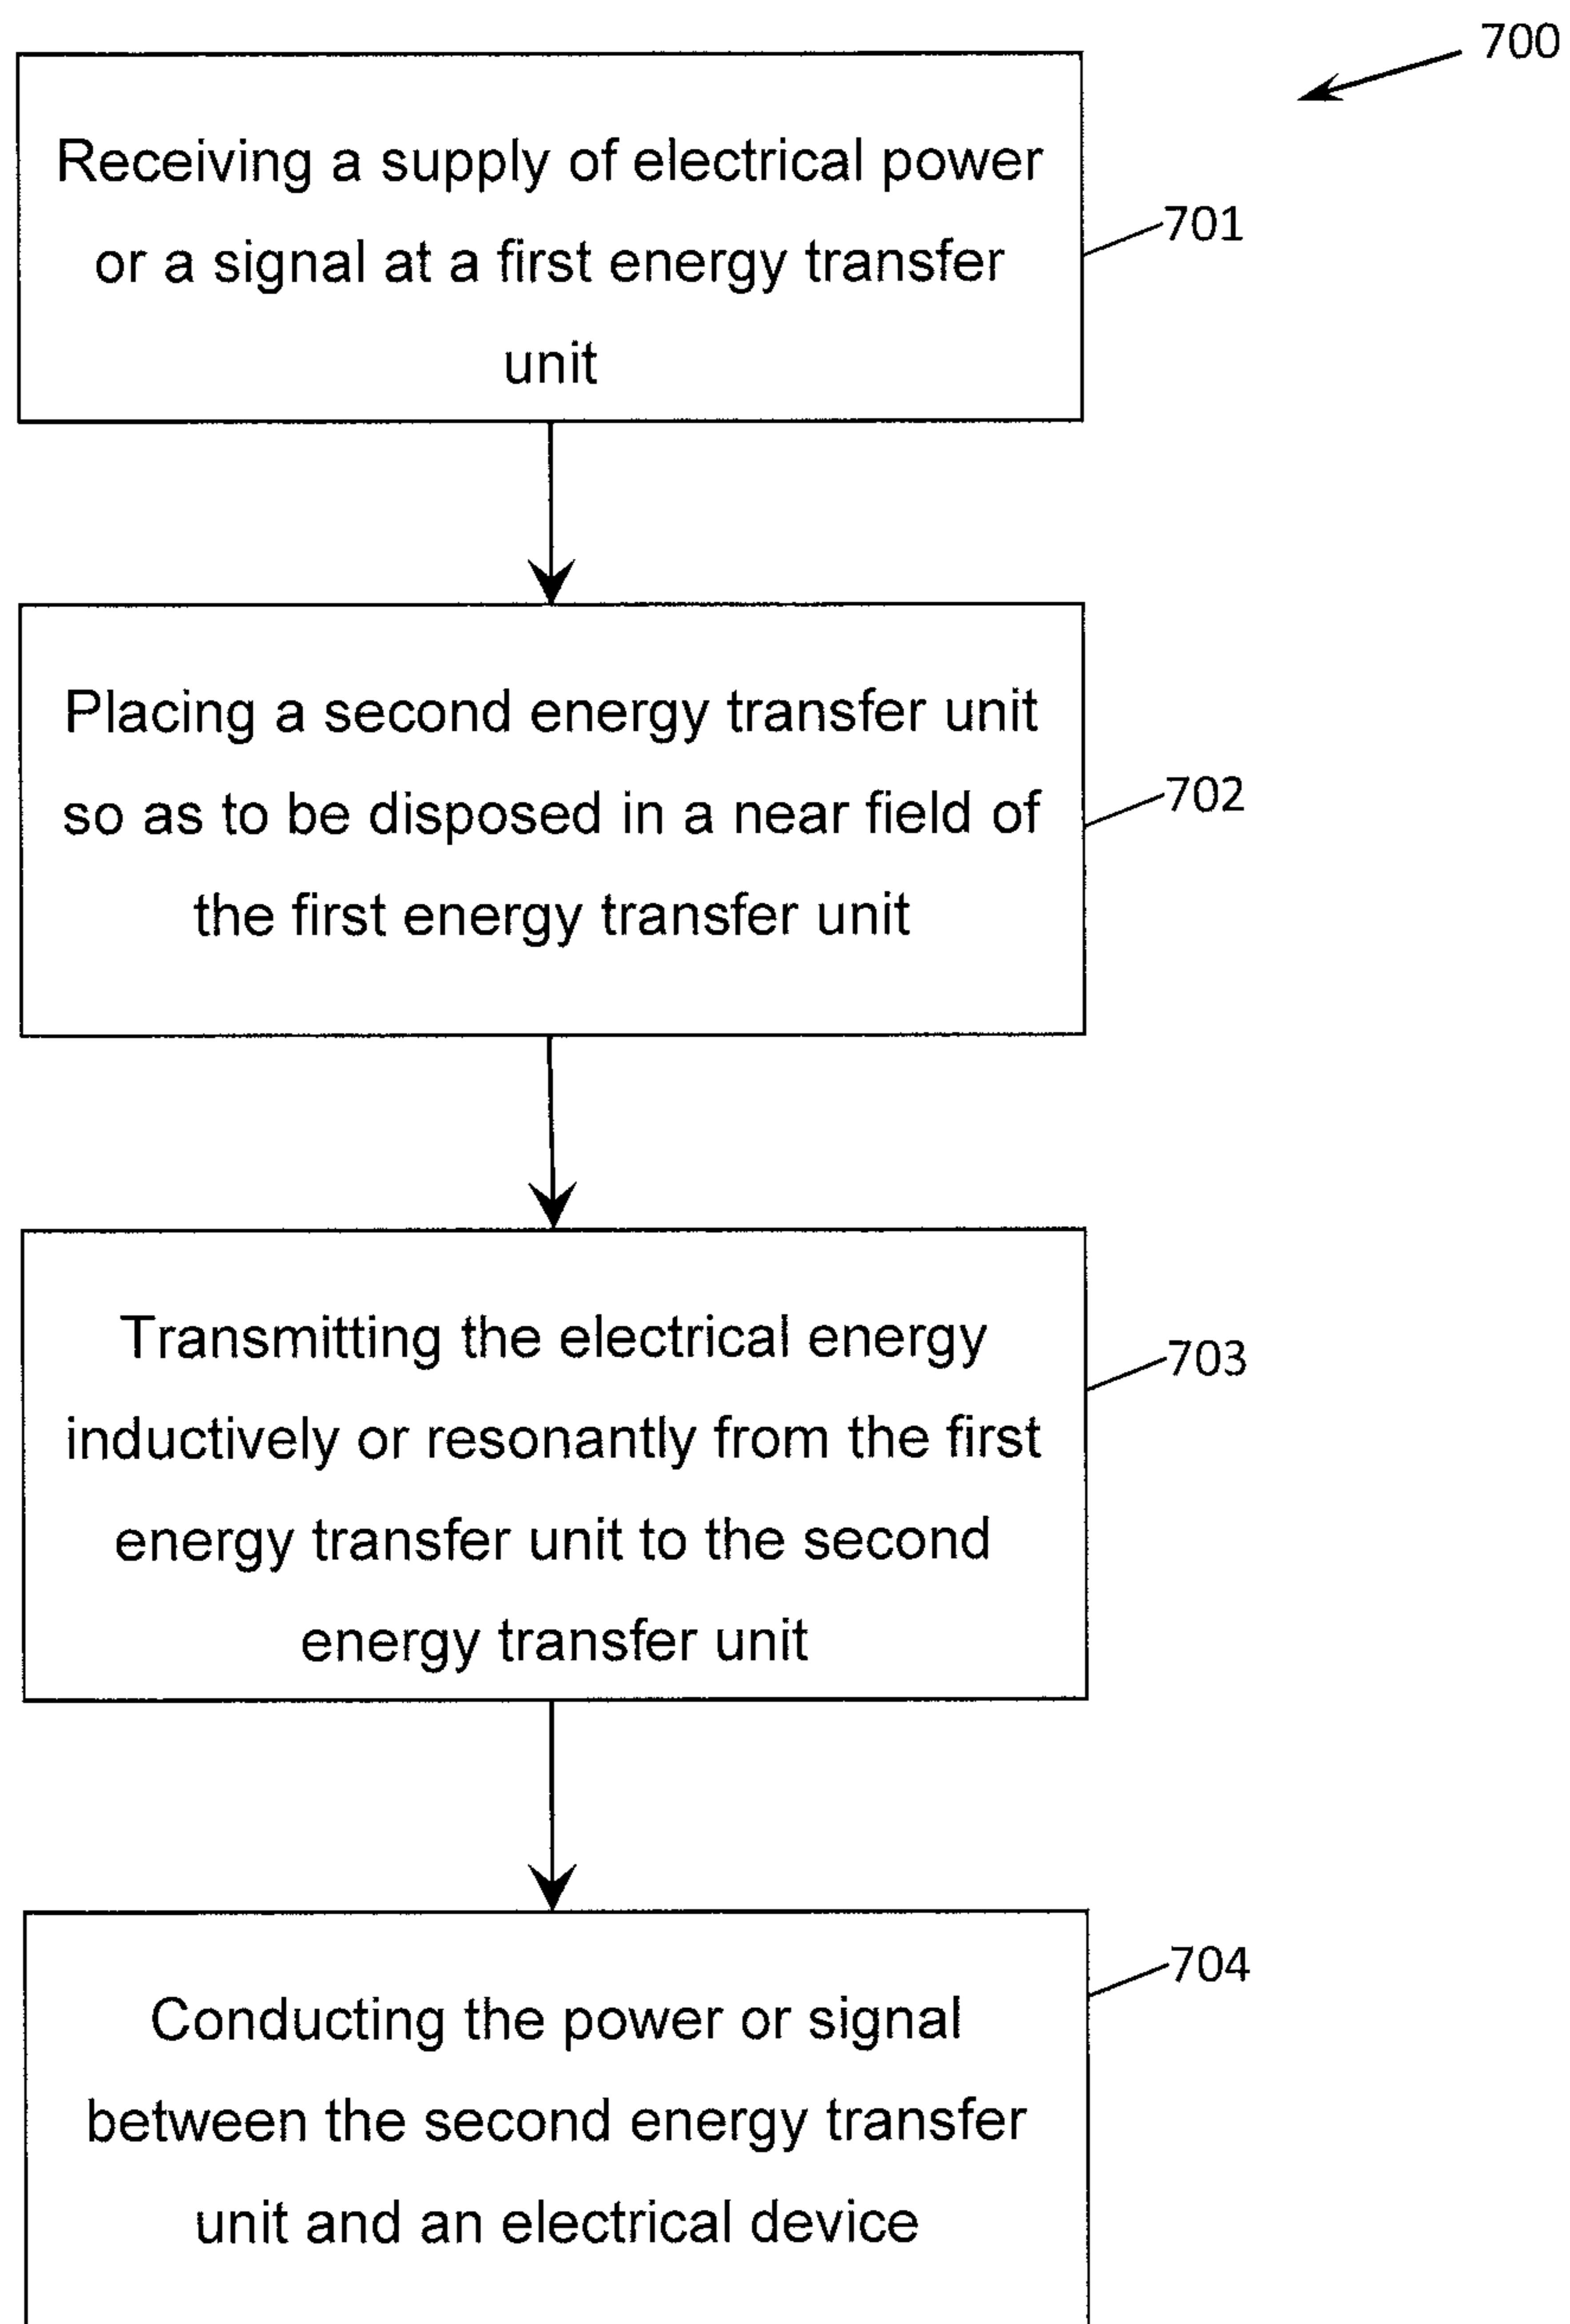 700
Receiving a supply of electrical power
or a signal at a first energy transfer
unit
701
Placing a second energy transfer unit
so as to be disposed in a near field of
the first energy transfer unit
702
Transmitting the electrical energy
inductively or resonantly from the first
energy transfer unit to the second
energy transfer unit
703
Conducting the power or signal
between the second energy transfer
unit and an electrical device
704